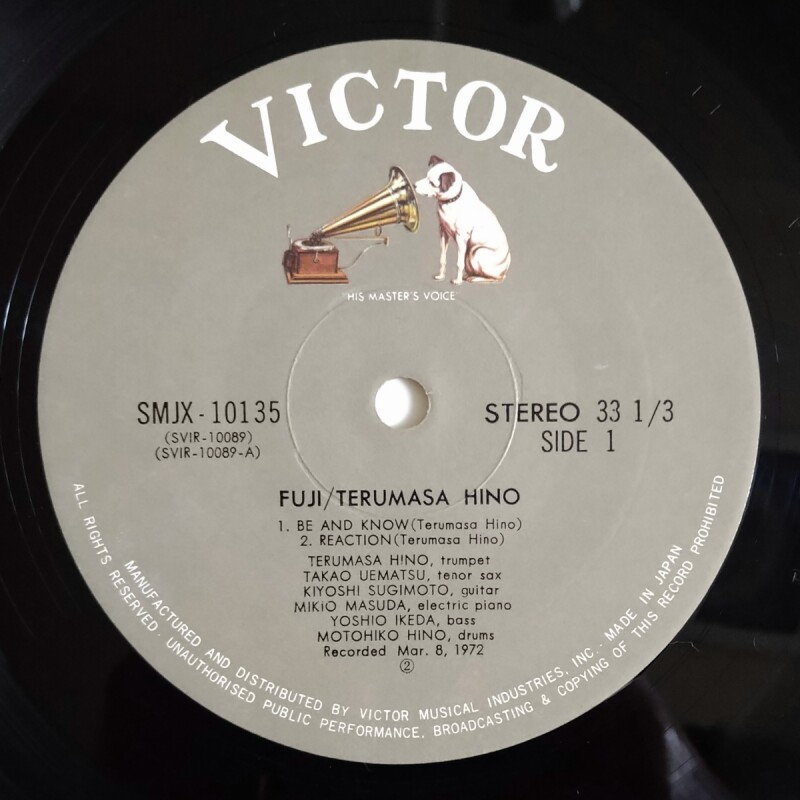 VICTOR
"HIS MASTER'S VOICE"
SMJX-10135
(SVIR-10089)
(SVIR-10089-A)
STEREO 33 1/3
SIDE 1
FUJI/TERUMASA HINO
1. BE AND KNOW(Terumasa Hino)
2. REACTION(Terumasa Hino)
TERUMASA HINO, trumpet
TAKAO UEMATSU, tenor sax
KIYOSHI SUGIMOTO, guitar
MIKIO MASUDA, electric piano
YOSHIO IKEDA, bass
MOTOHIKO HINO, drums
Recorded Mar. 8, 1972
②
MANUFACTURED AND DISTRIBUTED BY VICTOR MUSICAL INDUSTRIES, INC.· MADE IN JAPAN
ALL RIGHTS RESERVED. UNAUTHORISED PUBLIC PERFORMANCE, BROADCASTING & COPYING OF THIS RECORD PROHIBITED